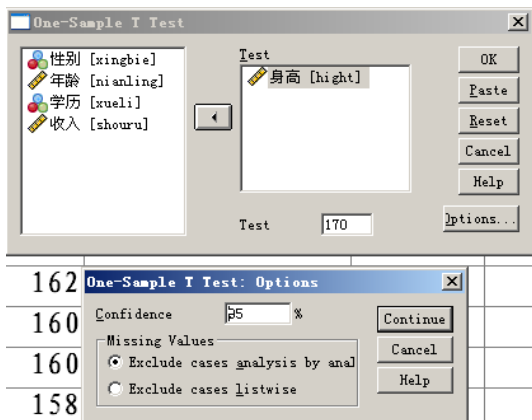 One-Sample T Test
性别 [xingbie]
年龄 [nianling]
学历 [xueli]
收入 [shouru]
Test
身高 [hight]
Test 170
OK
Paste
Reset
Cancel
Help
Options...
162
160
160
158
One-Sample T Test: Options
Confidence 95 %
Missing Values
Exclude cases analysis by anal
Exclude cases listwise
Continue
Cancel
Help